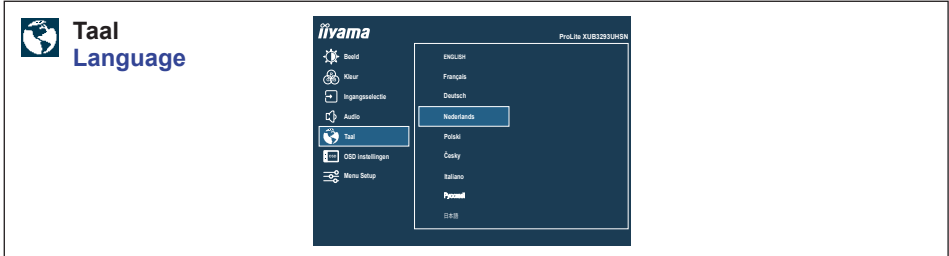 Taal
Language
iiyama
ProLite XUB3293UHSN
Beeld
Kleur
Ingangsselectie
Audio
Taal
OSD
OSD instellingen
Menu Setup
ENGLISH
Français
Deutsch
Nederlands
Polski
Česky
Italiano
Русский
日本語